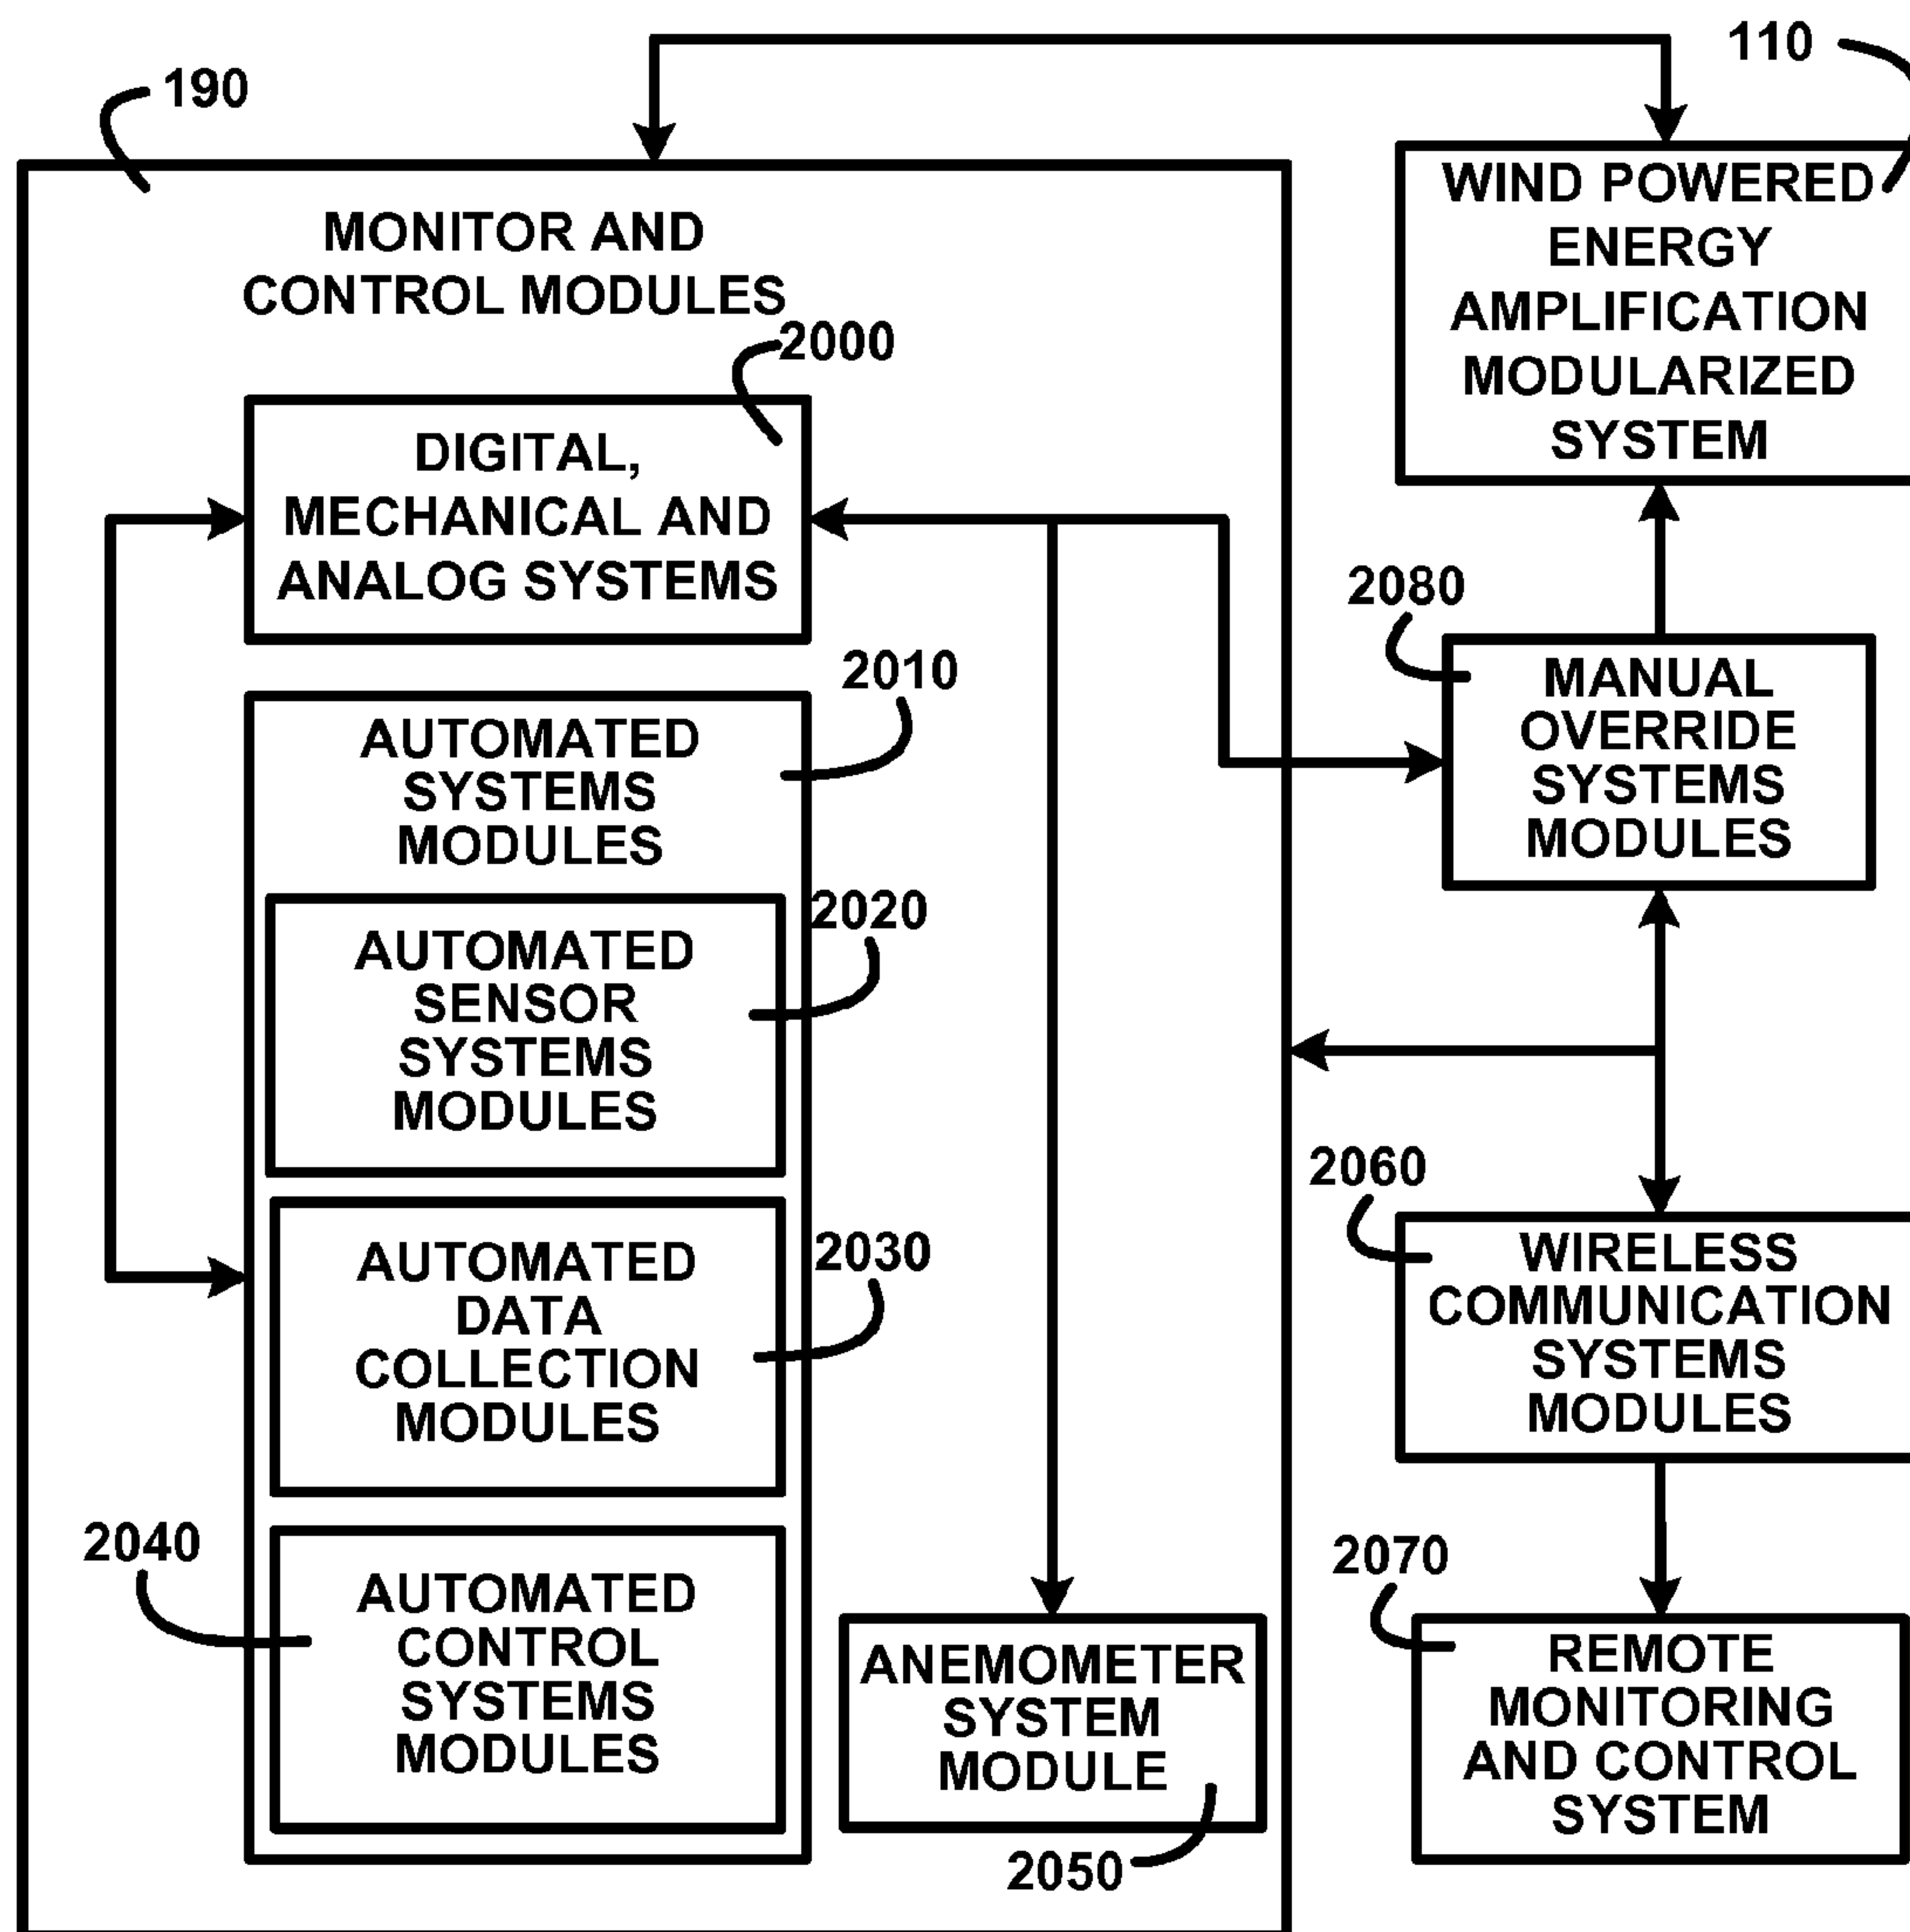 110
190
WIND POWERED
ENERGY
AMPLIFICATION
MODULARIZED
SYSTEM
MONITOR AND
CONTROL MODULES
2000
DIGITAL,
MECHANICAL AND
ANALOG SYSTEMS
2080
MANUAL
OVERRIDE
SYSTEMS
MODULES
2010
AUTOMATED
SYSTEMS
MODULES
2020
AUTOMATED
SENSOR
SYSTEMS
MODULES
2030
AUTOMATED
DATA
COLLECTION
MODULES
2060
WIRELESS
COMMUNICATION
SYSTEMS
MODULES
2040
AUTOMATED
CONTROL
SYSTEMS
MODULES
ANEMOMETER
SYSTEM
MODULE
2050
2070
REMOTE
MONITORING
AND CONTROL
SYSTEM